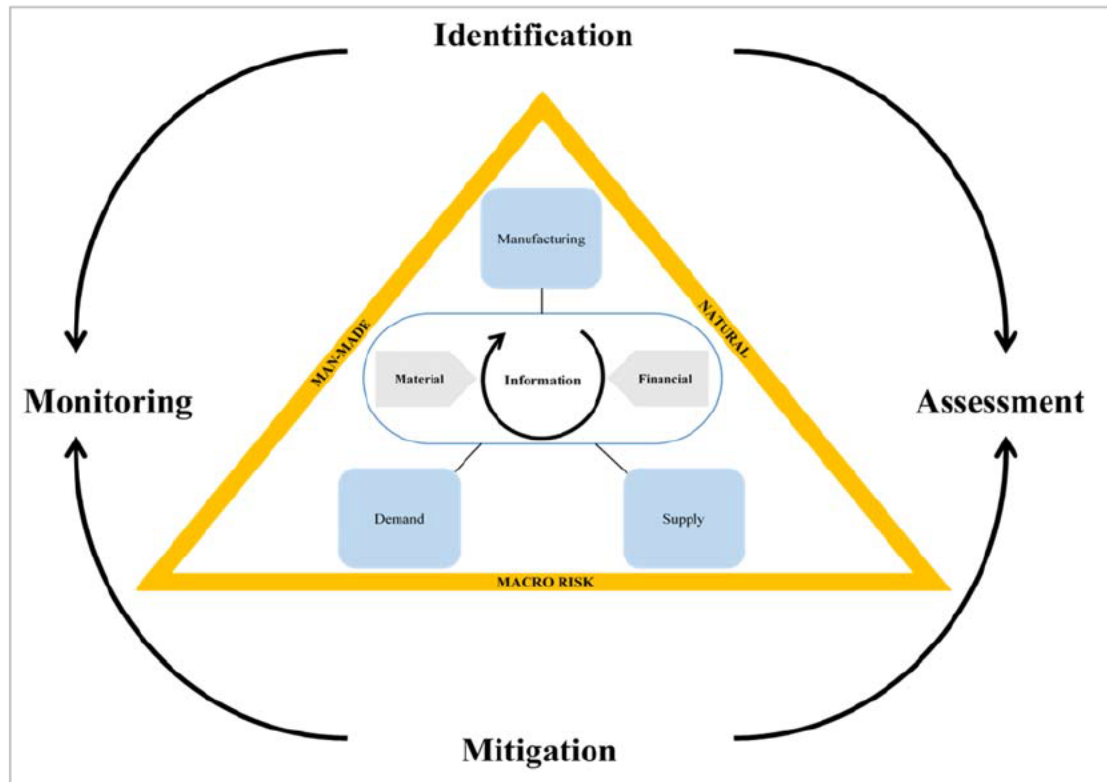 Identification
Manufacturing
MAN-MADE
NATURAL
Material
Information
Financial
Monitoring
Assessment
Demand
Supply
MACRO RISK
Mitigation